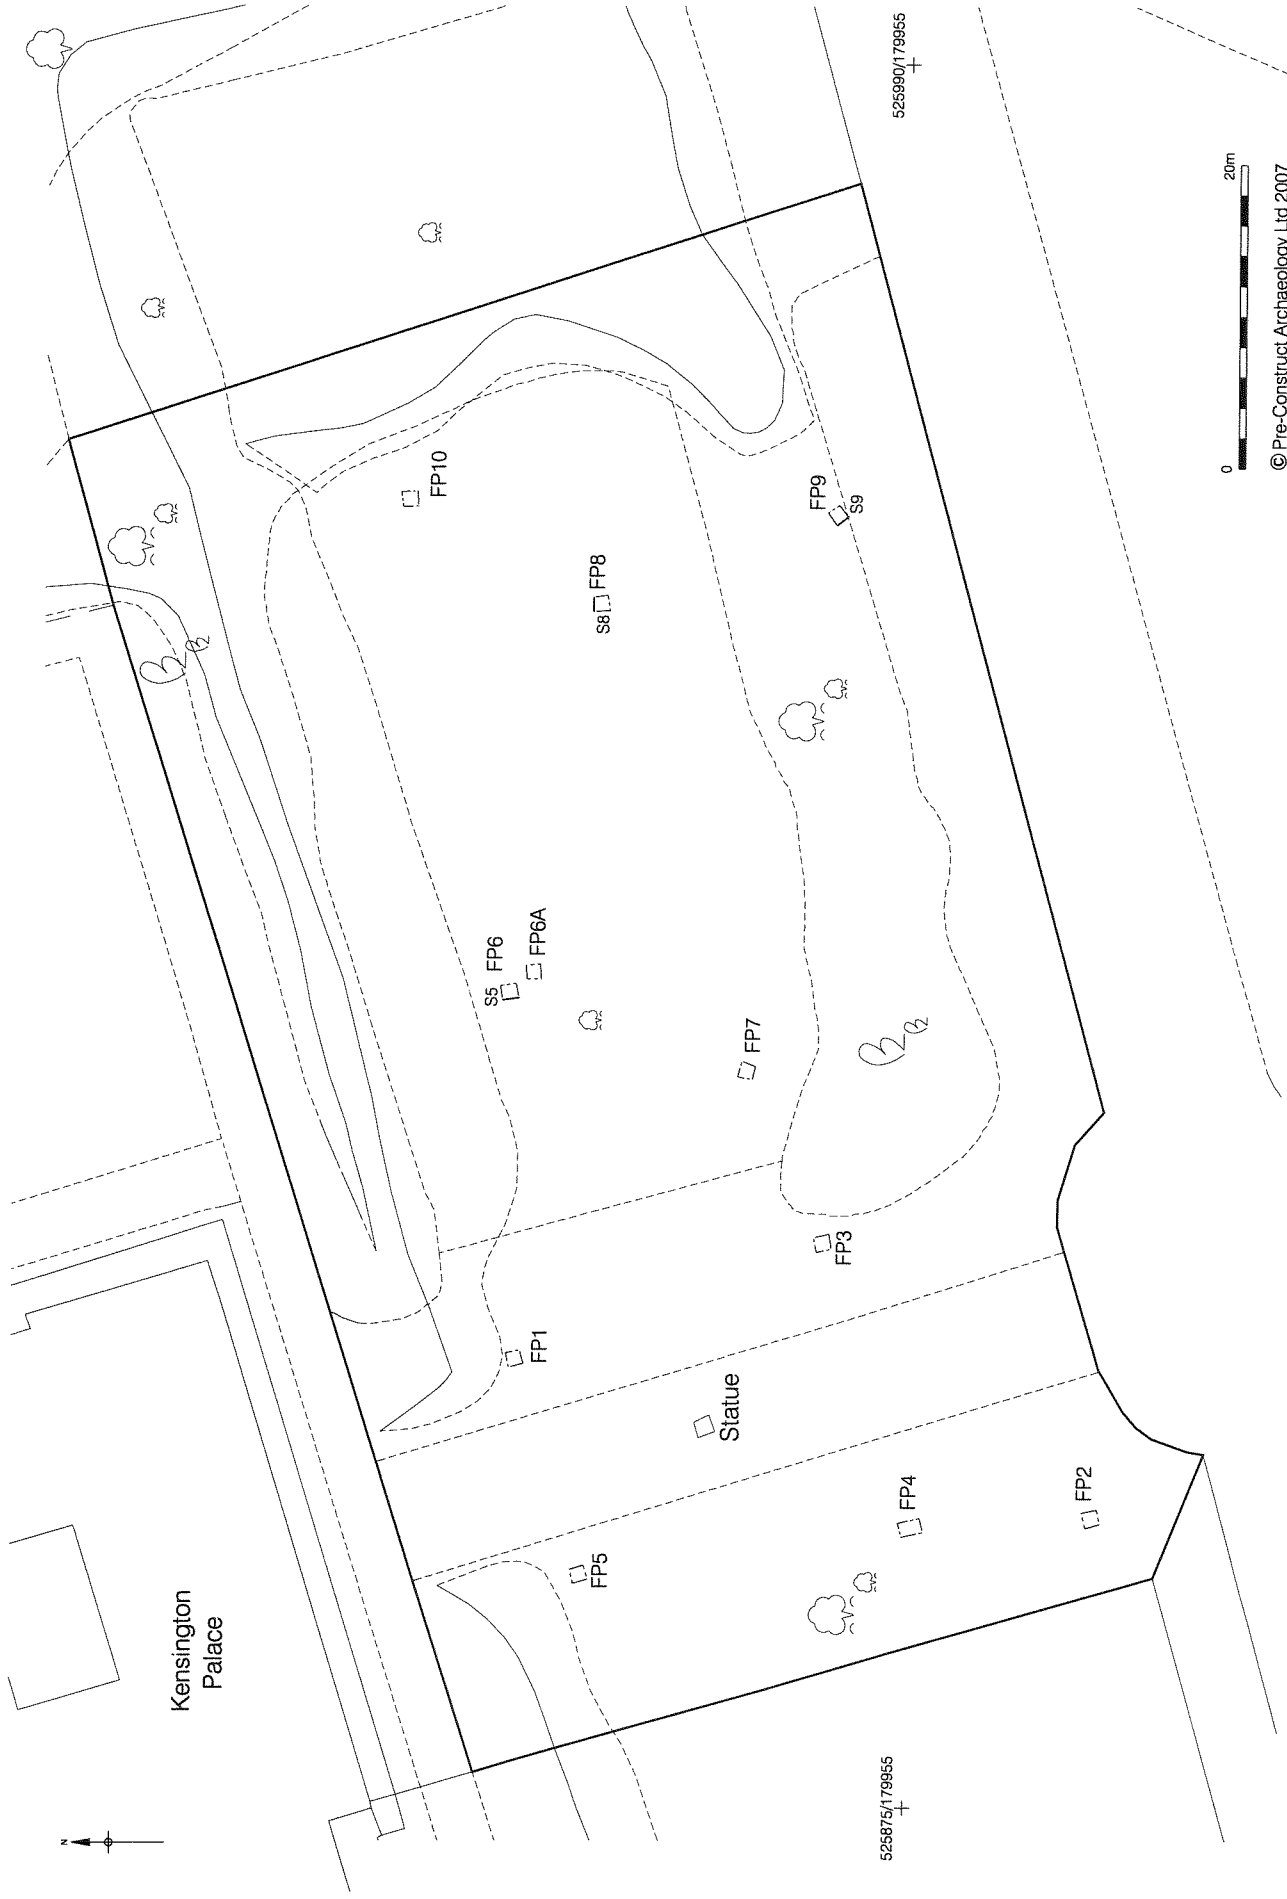 N
Kensington
Palace
FP10
S5 FP6
FP6A
FP1
FP5
S8 FP8
Statue
FP7
FP9
S9
FP3
525875/179955
525990/179955
FP4
FP2
0 20m
© Pre-Construct Archaeology Ltd 2007